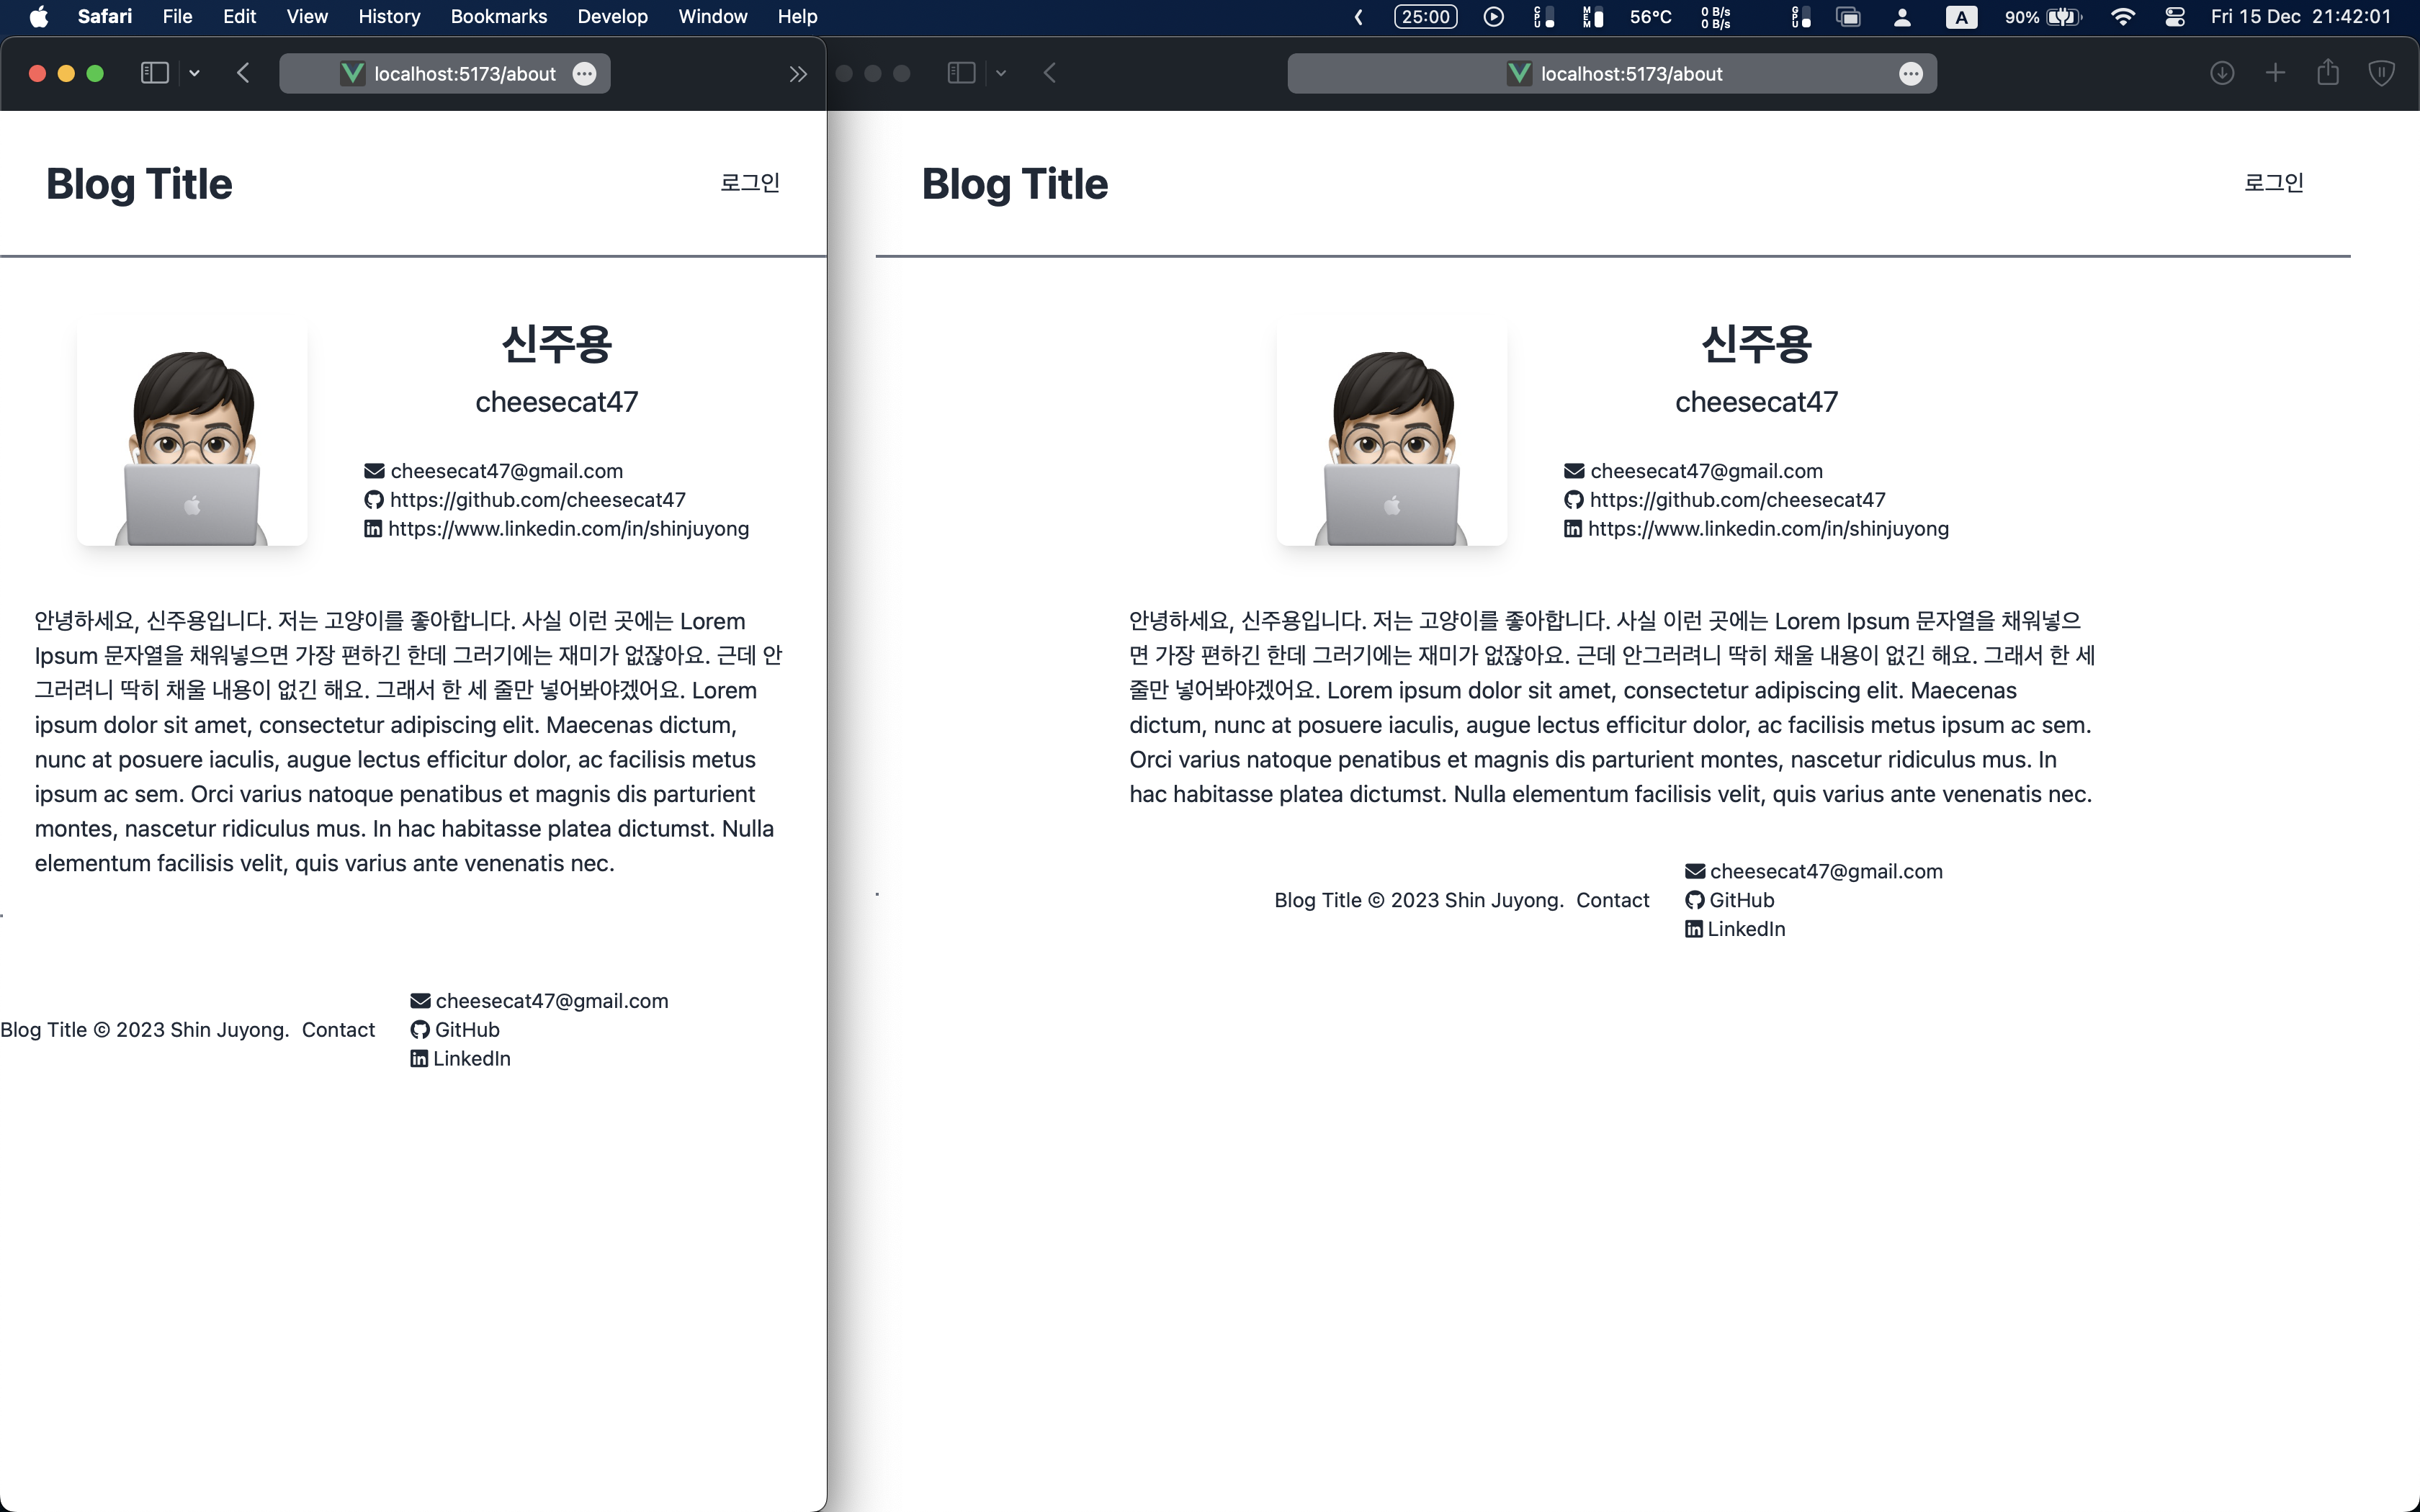 Safari File Edit View History Bookmarks Develop Window Help
25:00
CPU
MEM
56°C
0 B/s
0 B/s
GPU
A
90%
Fri 15 Dec 21:42:01
localhost:5173/about
Blog Title
로그인
신주용
cheesecat47
cheesecat47@gmail.com
https://github.com/cheesecat47
in https://www.linkedin.com/in/shinjuyong
안녕하세요, 신주용입니다. 저는 고양이를 좋아합니다. 사실 이런 곳에는 Lorem
Ipsum 문자열을 채워넣으면 가장 편하긴 한데 그러기에는 재미가 없잖아요. 근데 안
그러려니 딱히 채울 내용이 없긴 해요. 그래서 한 세 줄만 넣어봐야겠어요. Lorem
ipsum dolor sit amet, consectetur adipiscing elit. Maecenas dictum,
nunc at posuere iaculis, augue lectus efficitur dolor, ac facilisis metus
ipsum ac sem. Orci varius natoque penatibus et magnis dis parturient
montes, nascetur ridiculus mus. In hac habitasse platea dictumst. Nulla
elementum facilisis velit, quis varius ante venenatis nec.
Blog Title © 2023 Shin Juyong. Contact
cheesecat47@gmail.com
GitHub
in LinkedIn
localhost:5173/about
Blog Title
로그인
신주용
cheesecat47
cheesecat47@gmail.com
https://github.com/cheesecat47
in https://www.linkedin.com/in/shinjuyong
안녕하세요, 신주용입니다. 저는 고양이를 좋아합니다. 사실 이런 곳에는 Lorem Ipsum 문자열을 채워넣으
면 가장 편하긴 한데 그러기에는 재미가 없잖아요. 근데 안그러려니 딱히 채울 내용이 없긴 해요. 그래서 한 세
줄만 넣어봐야겠어요. Lorem ipsum dolor sit amet, consectetur adipiscing elit. Maecenas
dictum, nunc at posuere iaculis, augue lectus efficitur dolor, ac facilisis metus ipsum ac sem.
Orci varius natoque penatibus et magnis dis parturient montes, nascetur ridiculus mus. In
hac habitasse platea dictumst. Nulla elementum facilisis velit, quis varius ante venenatis nec.
Blog Title © 2023 Shin Juyong. Contact
cheesecat47@gmail.com
GitHub
in LinkedIn